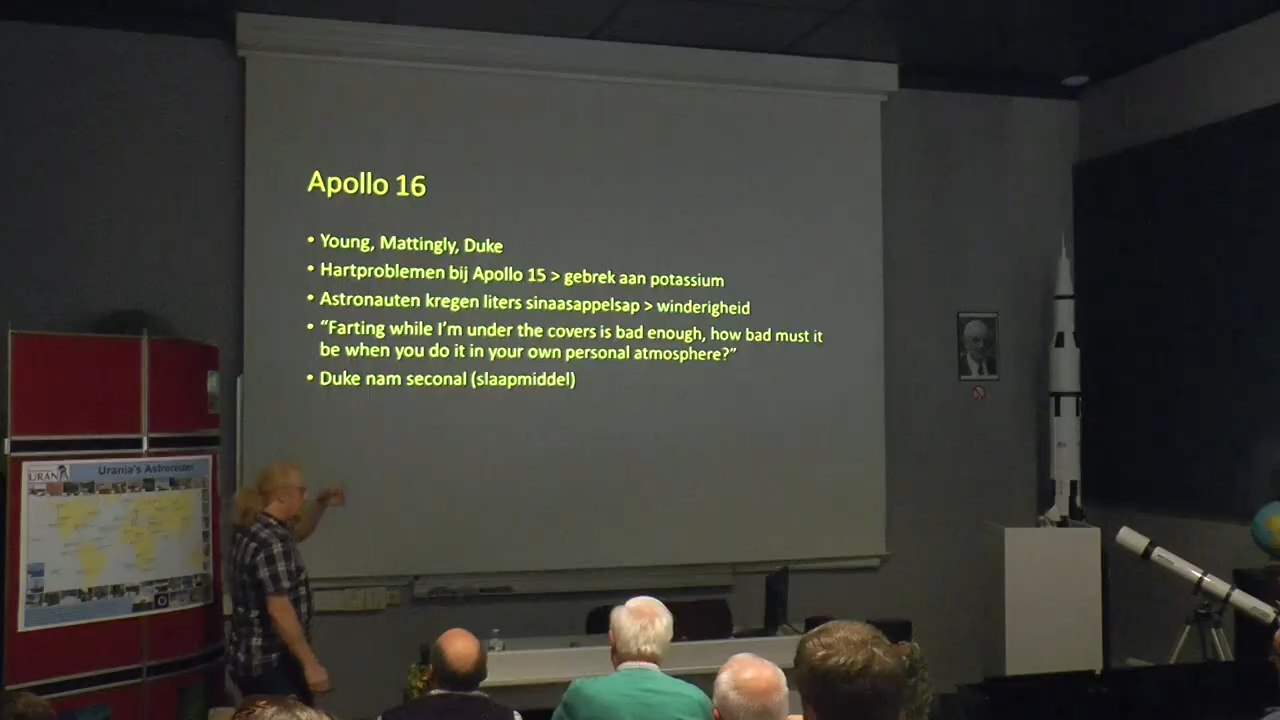 Apollo 16
• Young, Mattingly, Duke
• Hartproblemen bij Apollo 15 > gebrek aan potassium
• Astronauten kregen liters sinaasappelsap > winderigheid
• “Farting while I’m under the covers is bad enough, how bad must it
be when you do it in your own personal atmosphere?”
• Duke nam seconal (slaapmiddel)
URANIA
Urania's Astroreizen